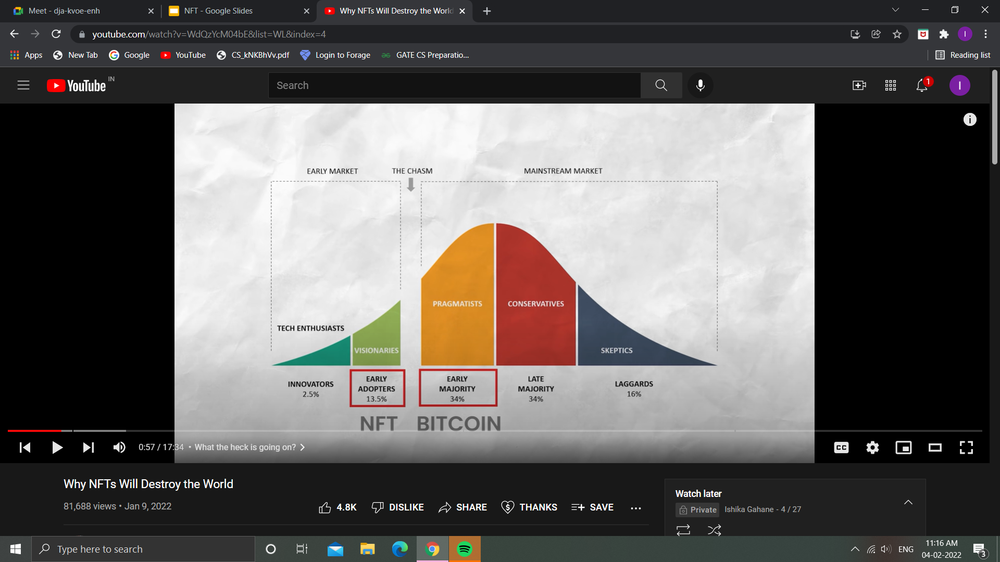 Meet - dja-kvoe-enh
NFT - Google Slides
Why NFTs Will Destroy the World
youtube.com/watch?v=WdQzYcM04bE&list=WL&index=4
I
Apps
New Tab
Google
YouTube
CS_kNKBhVv.pdf
Login to Forage
GATE CS Preparatio...
Reading list
YouTube IN
Search
1
I
i
EARLY MARKET
THE CHASM
MAINSTREAM MARKET
PRAGMATISTS
CONSERVATIVES
TECH ENTHUSIASTS
VISIONARIES
SKEPTICS
INNOVATORS
2.5%
EARLY
ADOPTERS
13.5%
EARLY
MAJORITY
34%
LATE
MAJORITY
34%
LAGGARDS
16%
NFT
BITCOIN
0:57 / 17:34 • What the heck is going on?
CC
Why NFTs Will Destroy the World
81,688 views • Jan 9, 2022
4.8K
DISLIKE
SHARE
THANKS
SAVE
Watch later
Private
Ishika Gahane - 4 / 27
Type here to search
ENG
11:16 AM
04-02-2022
3